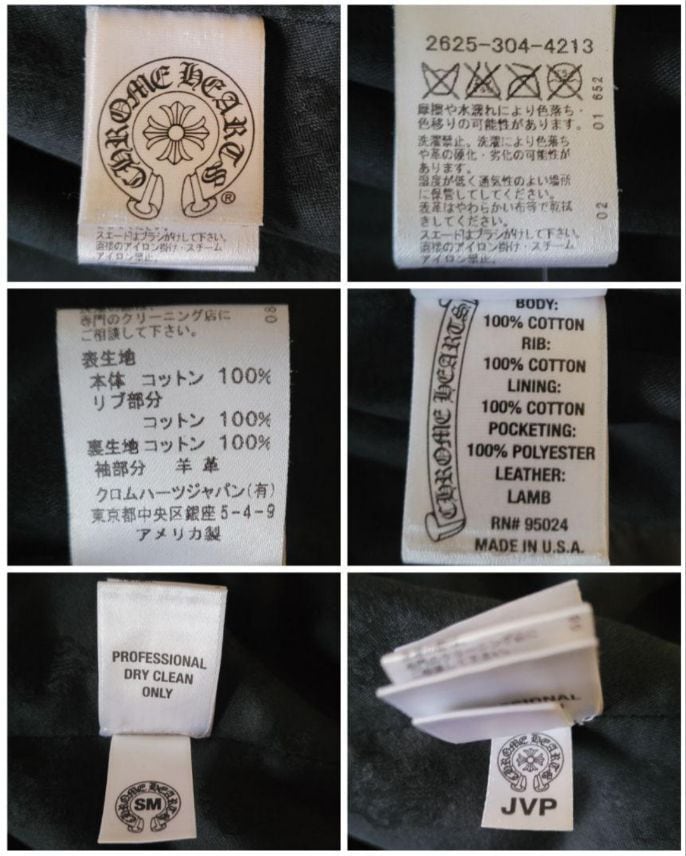 CHROME HEARTS
®
スエードはブラシがけして下さい。
直接のアイロン掛け・スチーム
アイロン禁止。
2625-304-4213
摩擦や水濡れにより色落ち・
色移りの可能性があります。
洗濯禁止。洗濯により色落ち
や革の硬化・劣化の可能性が
あります。
湿度が低く通気性のよい場所
に保管してしてください。
表革はやわらかい布等で乾拭
きしてください。
スエードはブラシがけして下さい。
直接のアイロン掛け・スチーム
アイロン禁止。
01 652
02
専門のクリーニング店に
ご相談して下さい。
08
表生地
本体 コットン 100%
リブ部分
コットン 100%
裏生地 コットン 100%
袖部分 羊革
クロムハーツジャパン(有)
東京都中央区銀座5-4-9
アメリカ製
CHROME HEARTS
BODY:
100% COTTON
RIB:
100% COTTON
LINING:
100% COTTON
POCKETING:
100% POLYESTER
LEATHER:
LAMB
RN# 95024
MADE IN U.S.A.
PROFESSIONAL
DRY CLEAN
ONLY
CHROME HEARTS
SM
CHROME HEARTS
JVP